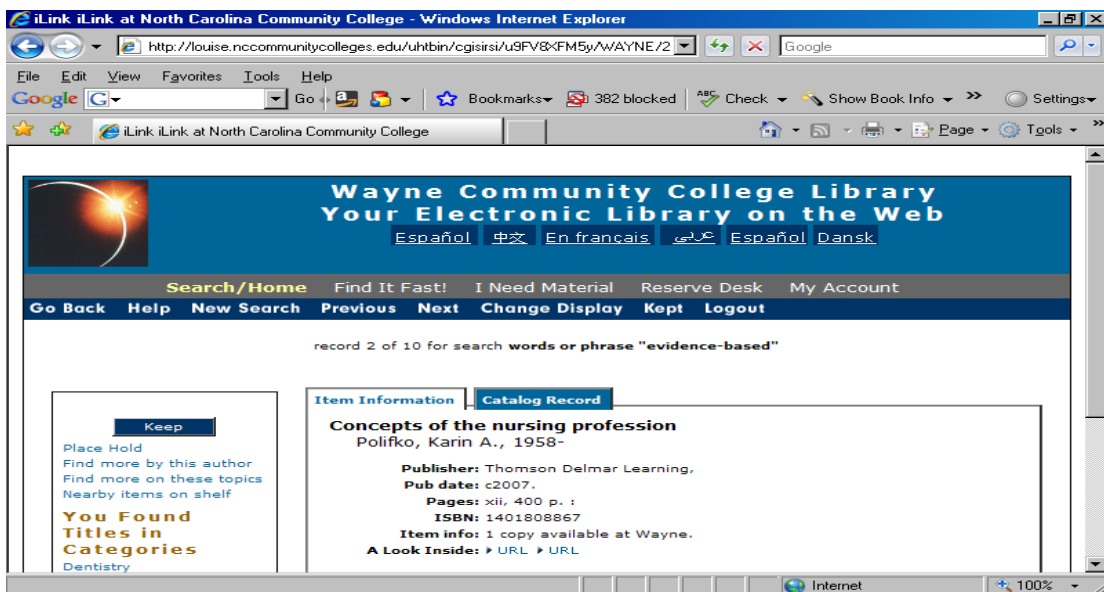 iLink iLink at North Carolina Community College - Windows Internet Explorer
http://louise.nccommunitycolleges.edu/uhtbin/cgisirsi/u9FV8XFM5y/WAYNE/2 Google
File Edit View Favorites Tools Help
Google G Go Bookmarks 382 blocked ABC Check Show Book Info >> Settings
iLink iLink at North Carolina Community College Page Tools >>
Wayne Community College Library
Your Electronic Library on the Web
Español 中文 En français عربى Español Dansk
Search/Home Find It Fast! I Need Material Reserve Desk My Account
Go Back Help New Search Previous Next Change Display Kept Logout
record 2 of 10 for search words or phrase "evidence-based"
Item Information Catalog Record
Keep
Place Hold
Find more by this author
Find more on these topics
Nearby items on shelf
You Found
Titles in
Categories
Dentistry
Concepts of the nursing profession
Polifko, Karin A., 1958-
Publisher: Thomson Delmar Learning,
Pub date: c2007.
Pages: xii, 400 p. :
ISBN: 1401808867
Item info: 1 copy available at Wayne.
A Look Inside: URL URL
Internet 100%